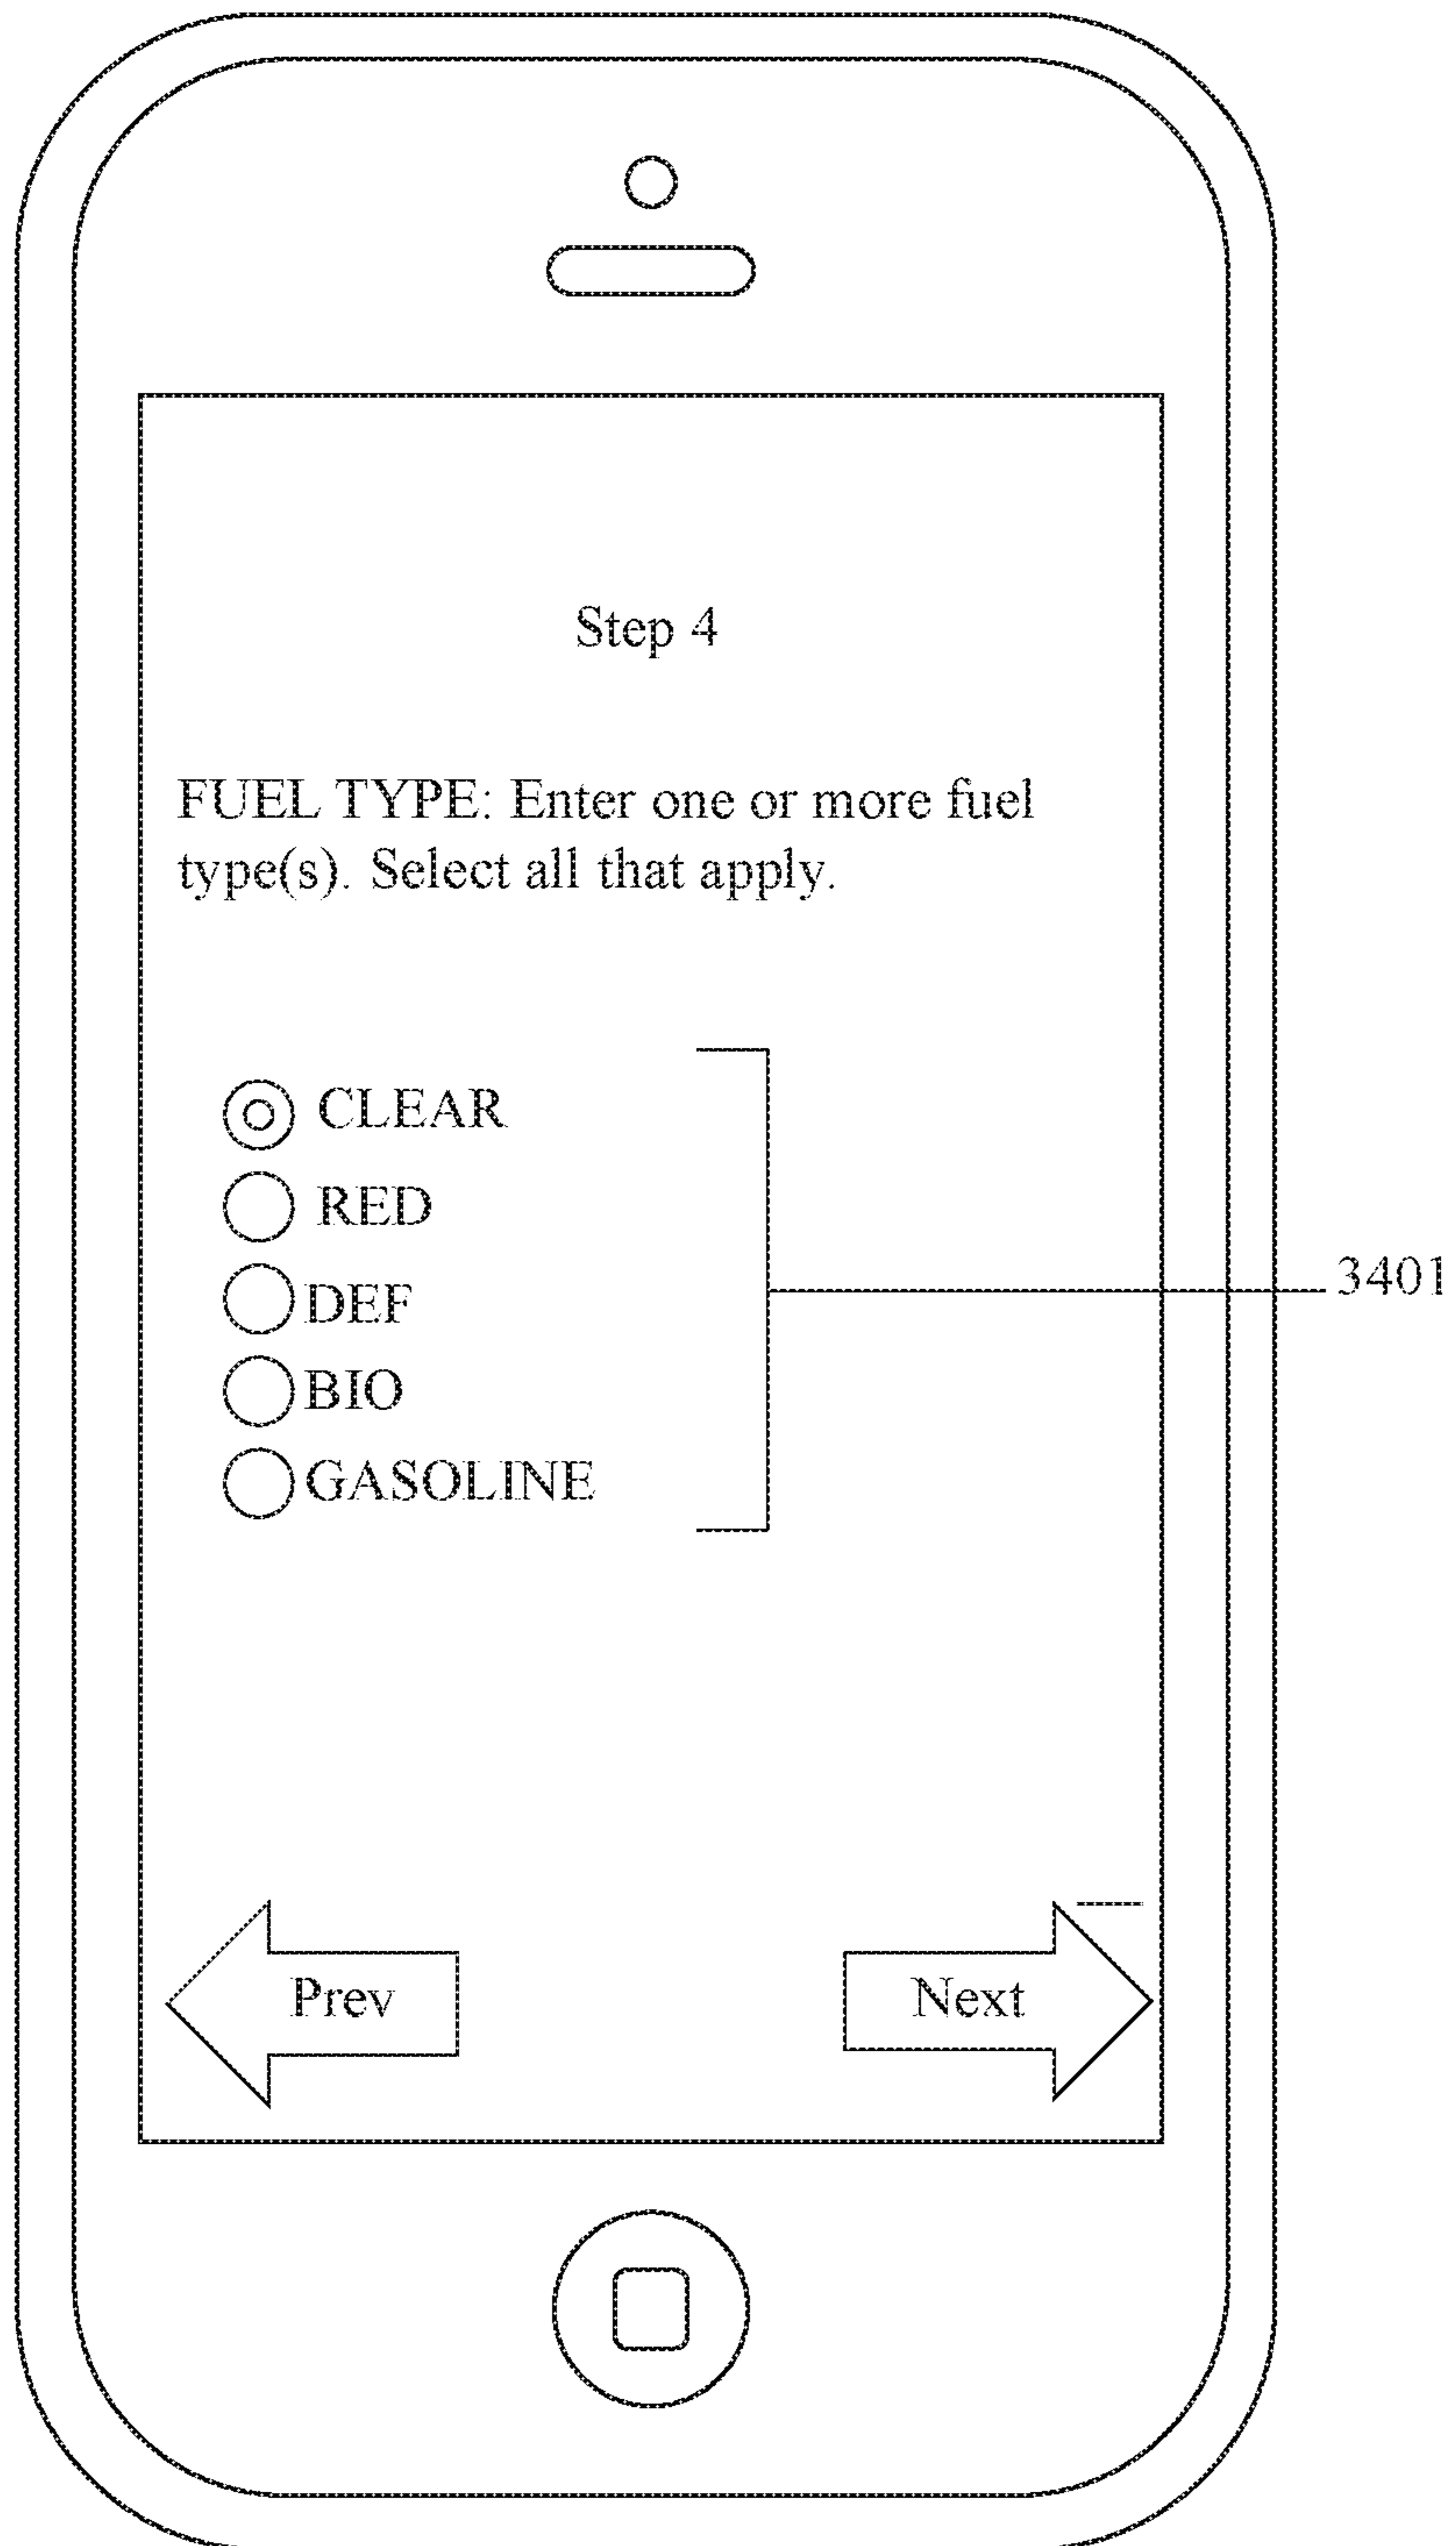 Step 4
FUEL TYPE: Enter one or more fuel
type(s). Select all that apply.
CLEAR
RED
DEF
BIO
GASOLINE
3401
Prev
Next